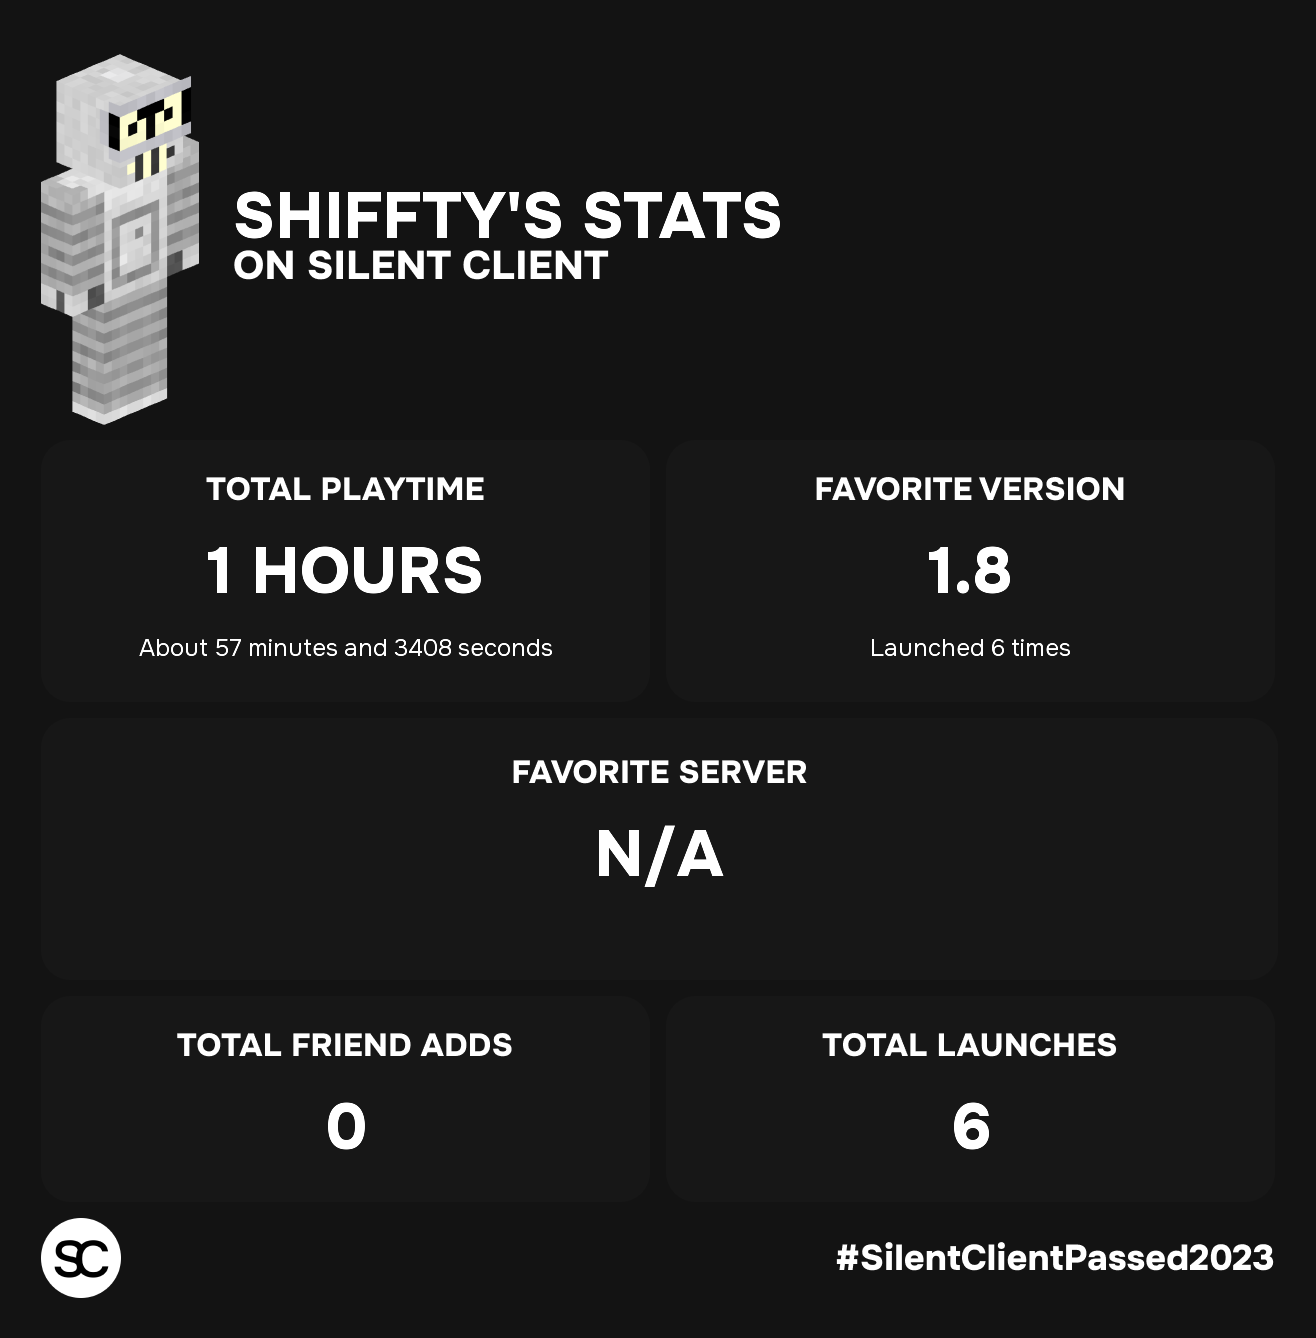 SHIFFTY'S STATS
ON SILENT CLIENT
TOTAL PLAYTIME
1 HOURS
About 57 minutes and 3408 seconds
FAVORITE VERSION
1.8
Launched 6 times
FAVORITE SERVER
N/A
TOTAL FRIEND ADDS
0
TOTAL LAUNCHES
6
SC
#SilentClientPassed2023